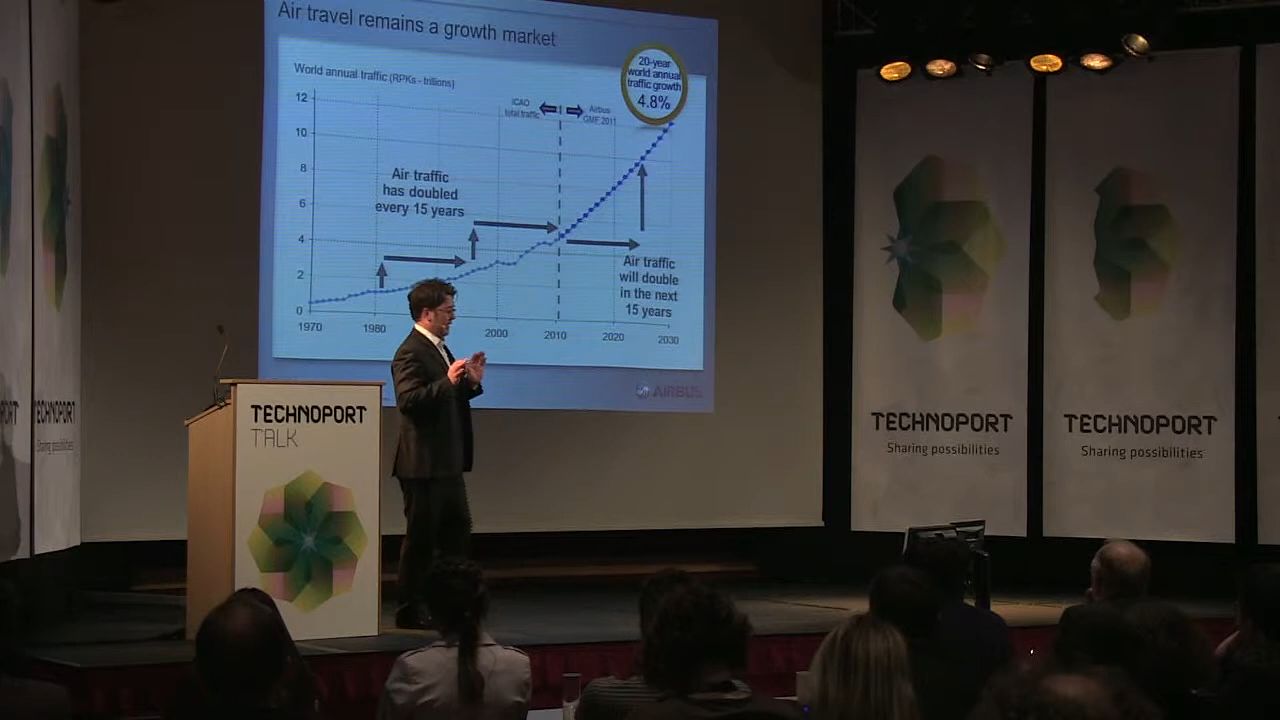 Air travel remains a growth market
World annual traffic (RPKs - trillions)
20-year
world annual
traffic growth
4.8%
ICAO
total traffic
Airbus
GMF 2011
12
10
8
6
4
2
0
Air traffic
has doubled
every 15 years
Air traffic
will double
in the next
15 years
1970
1980
2000
2010
2020
2030
AIRBUS
TECHNOPORT
TALK
TECHNOPORT
Sharing possibilities
TECHNOPORT
Sharing possibilities
TECHNOPORT
Sharing possibilities